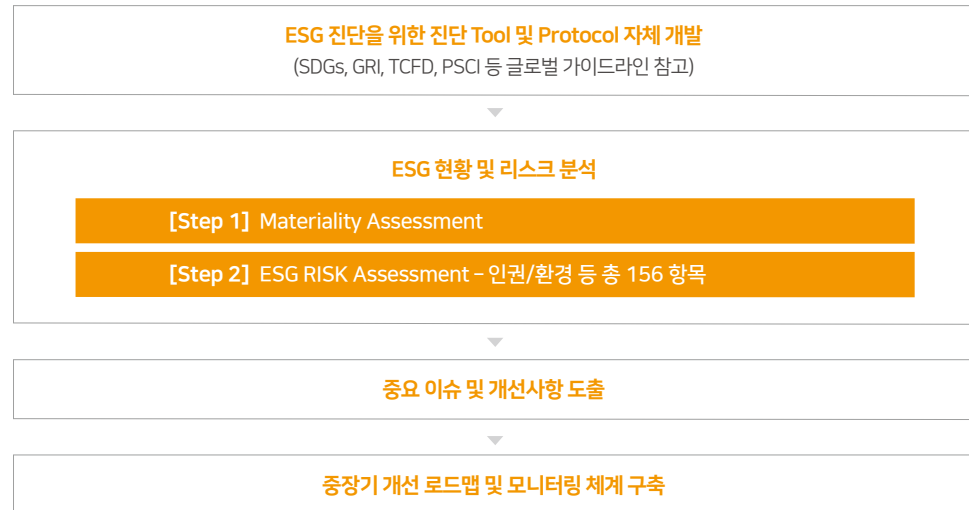 ESG 진단을 위한 진단 Tool 및 Protocol 자체 개발
(SDGs, GRI, TCFD, PSCI 등 글로벌 가이드라인 참고)
ESG 현황 및 리스크 분석
[Step 1] Materiality Assessment
[Step 2] ESG RISK Assessment – 인권/환경 등 총 156 항목
중요 이슈 및 개선사항 도출
중장기 개선 로드맵 및 모니터링 체계 구축